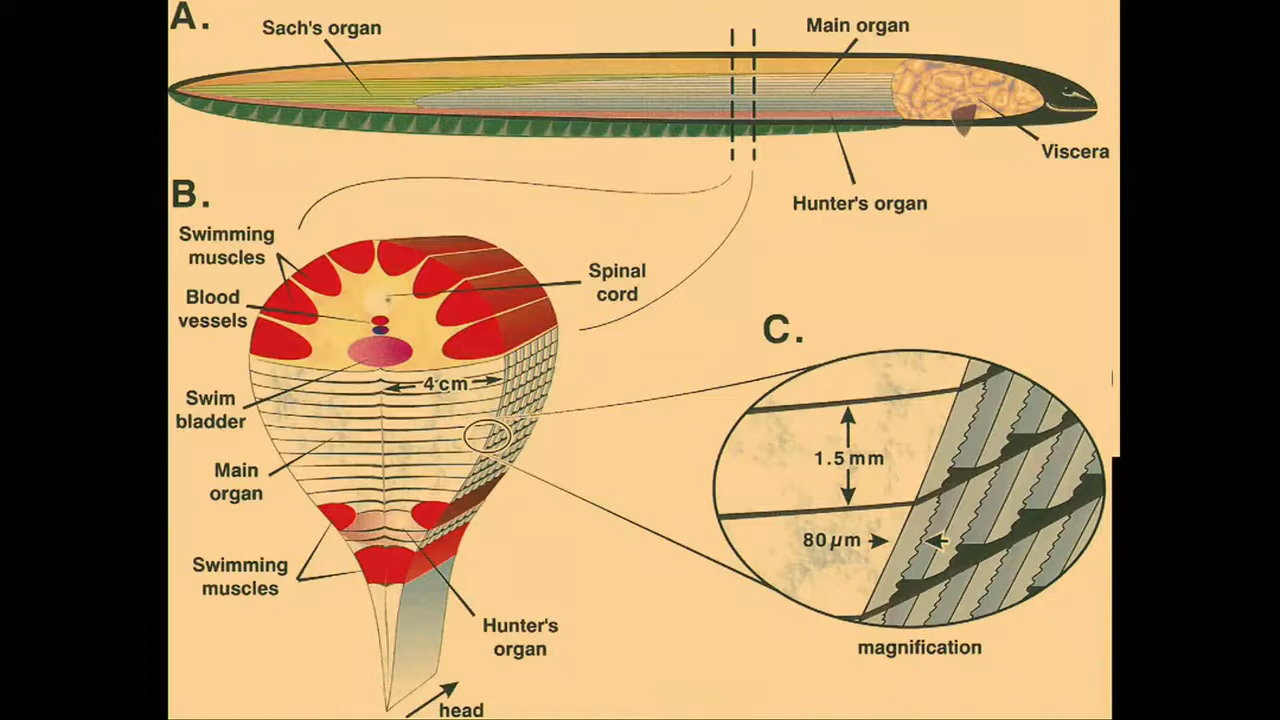 A.
Sach's organ
Main organ
Viscera
Hunter's organ
B.
Swimming
muscles
Blood
vessels
Spinal
cord
4 cm
Swim
bladder
Main
organ
Swimming
muscles
Hunter's
organ
head
C.
1.5 mm
80 µm
magnification